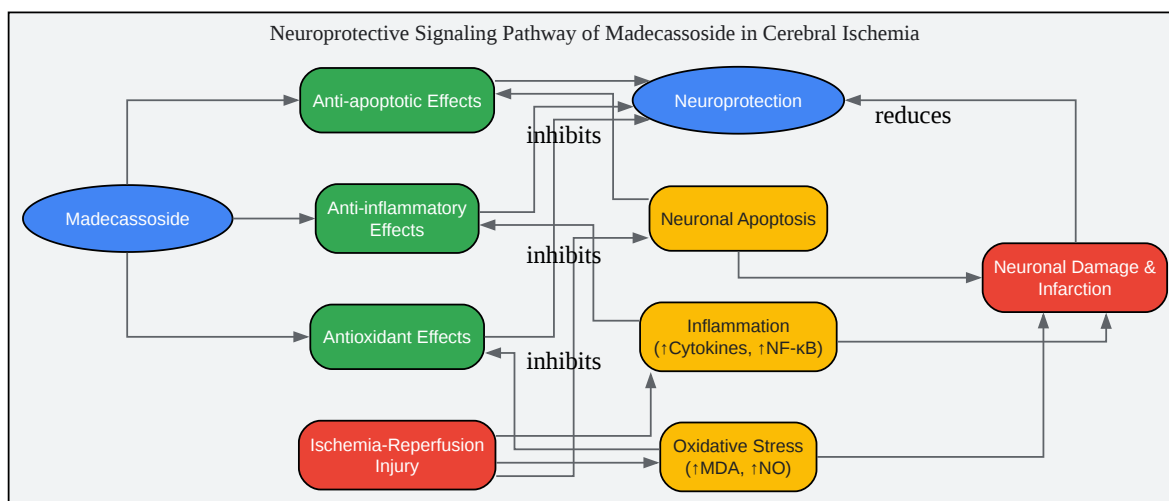 Neuroprotective Signaling Pathway of Madecassoside in Cerebral Ischemia
Anti-apoptotic Effects
Neuroprotection
reduces
inhibits
Madecassoside
Anti-inflammatory
Effects
Neuronal Apoptosis
inhibits
Neuronal Damage &
Infarction
Antioxidant Effects
Inflammation
(↑Cytokines, ↑NF-κB)
inhibits
Ischemia-Reperfusion
Injury
Oxidative Stress
(↑MDA, ↑NO)